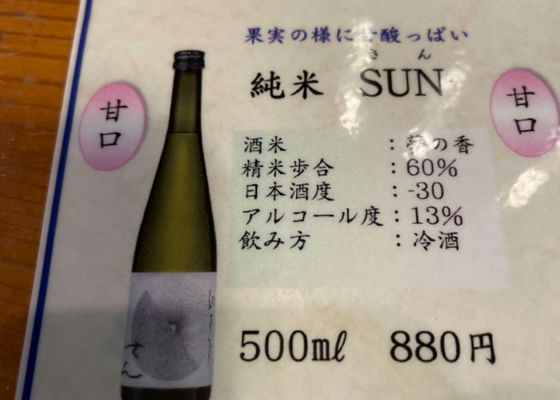 果実の様に甘酸っぱい
さん
純米 SUN
甘口
甘口
酒米 : 夢の香
精米歩合 : 60%
日本酒度 : -30
アルコール度 : 13%
飲み方 : 冷酒
さん
500ml 880円